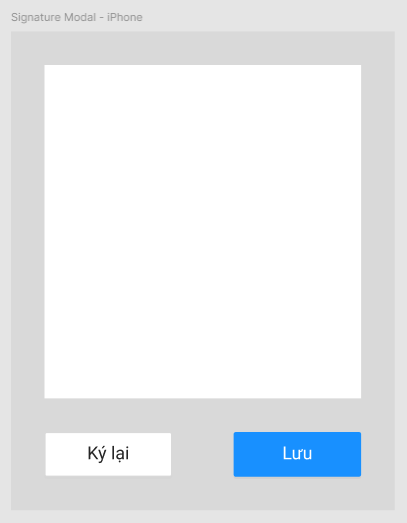 Signature Modal - iPhone
Ký lại
Lưu